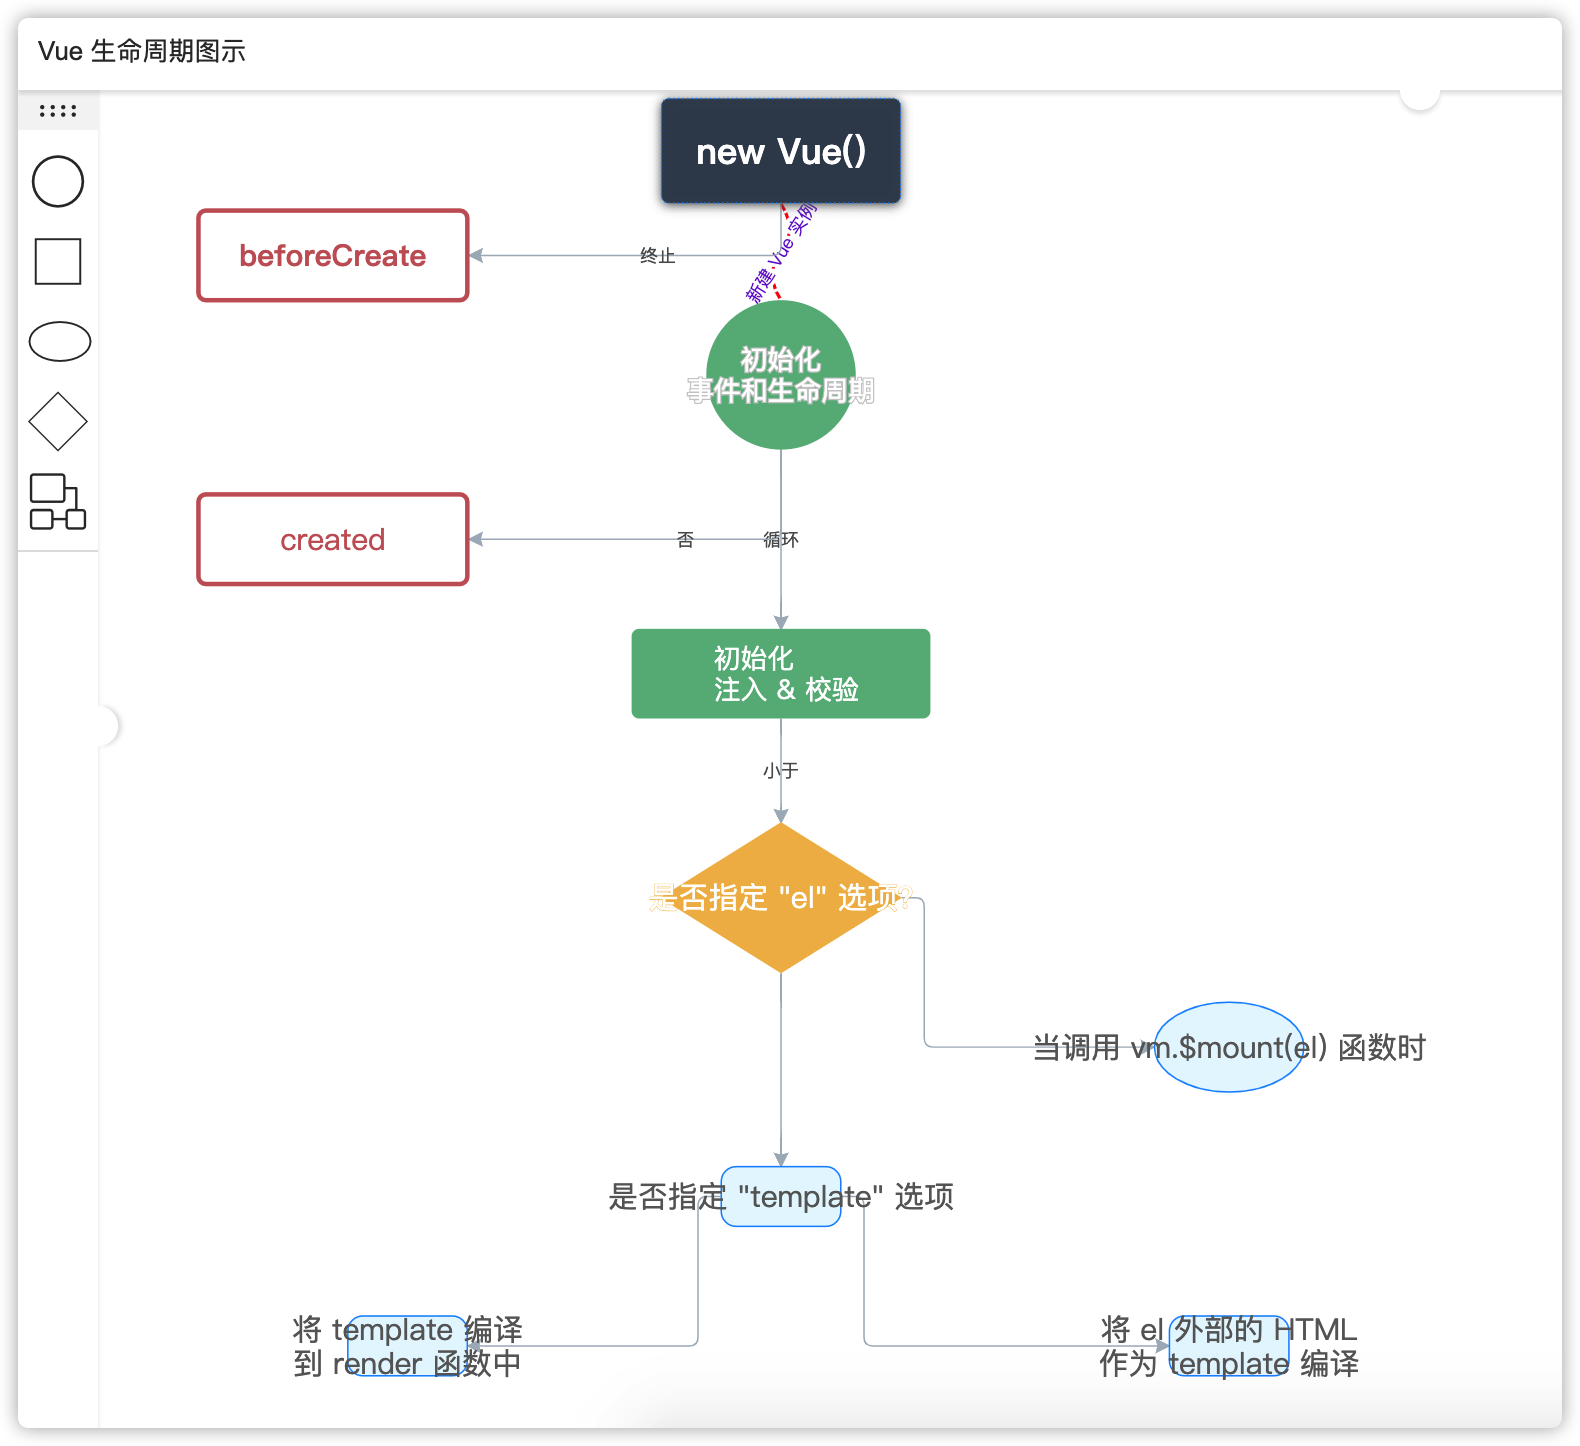 Vue 生命周期图示
new Vue()
新建 Vue 实例
beforeCreate
终止
初始化
事件和生命周期
created
否
循环
初始化
注入 & 校验
小于
是否指定 "el" 选项?
当调用 vm.$mount(el) 函数时
是否指定 "template" 选项
将 template 编译
到 render 函数中
将 el 外部的 HTML
作为 template 编译